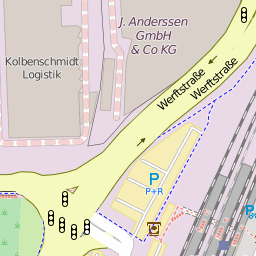 J. Anderssen
GmbH
& Co KG
Kolbenschmidt
Logistik
Werftstraße
Werftstraße
P
P+R